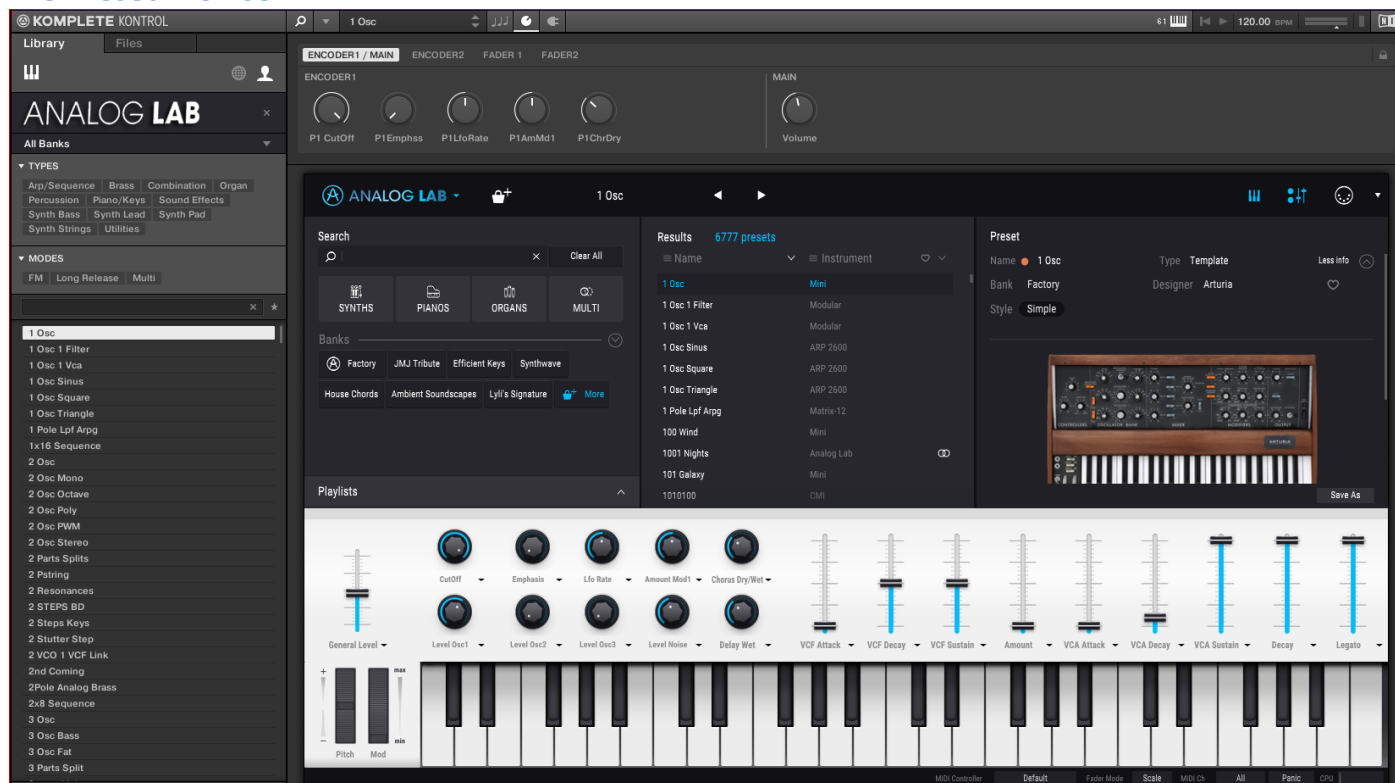 KOMPLETE KONTROL
1 Osc
61
120.00 BPM
Library Files
ENCODER1 / MAIN ENCODER2 FADER 1 FADER2
ENCODER1 MAIN
P1 CutOff P1Emphss P1LfoRate P1AmMd1 P1ChrDry Volume
ANALOG LAB
All Banks
TYPES
Arp/Sequence Brass Combination Organ
Percussion Piano/Keys Sound Effects
Synth Bass Synth Lead Synth Pad
Synth Strings Utilities
MODES
FM Long Release Multi
1 Osc
1 Osc 1 Filter
1 Osc 1 Vca
1 Osc Sinus
1 Osc Square
1 Osc Triangle
1 Pole Lpf Arpg
1x16 Sequence
2 Osc
2 Osc Mono
2 Osc Octave
2 Osc Poly
2 Osc PWM
2 Osc Stereo
2 Parts Splits
2 Pstring
2 Resonances
2 STEPS BD
2 Steps Keys
2 Stutter Step
2 VCO 1 VCF Link
2nd Coming
2Pole Analog Brass
2x8 Sequence
3 Osc
3 Osc Bass
3 Osc Fat
3 Parts Split
ANALOG LAB 1 Osc
Search
Clear All
SYNTHS PIANOS ORGANS MULTI
Banks
Factory JMJ Tribute Efficient Keys Synthwave
House Chords Ambient Soundscapes Lyli's Signature More
Playlists
Results 6777 presets
Name Instrument
1 Osc Mini
1 Osc 1 Filter Modular
1 Osc 1 Vca Modular
1 Osc Sinus ARP 2600
1 Osc Square ARP 2600
1 Osc Triangle ARP 2600
1 Pole Lpf Arpg Matrix-12
100 Wind Mini
1001 Nights Analog Lab
101 Galaxy Mini
1010100 CMI
Preset
Name 1 Osc Type Template Less info
Bank Factory Designer Arturia
Style Simple
CONTROLLERS OSCILLATOR BANK MIXER MODIFIERS OUTPUT
ARTURIA
Save As
CutOff Emphasis Lfo Rate Amount Mod1 Chorus Dry/Wet
General Level Level Osc1 Level Osc2 Level Osc3 Level Noise Delay Wet VCF Attack VCF Decay VCF Sustain Amount VCA Attack VCA Decay VCA Sustain Decay Legato
max
min
Pitch Mod
MIDI Controller Default Fader Mode Scale MIDI Ch All Panic CPU